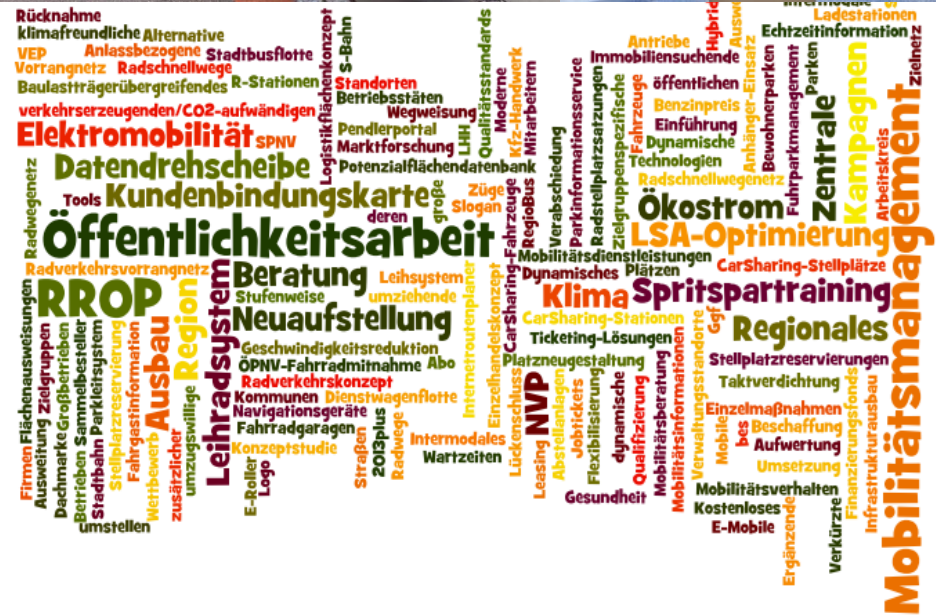 Rücknahme
klimafreundliche
Alternative
VEP
Anlassbezogene
Stadtbusflotte
Vorrangnetz
Radschnellwege
Baulastträgerübergreifendes
R-Stationen
verkehrserzeugenden/CO2-aufwändigen
Elektromobilität
SPNV
Datendrehscheibe
Tools
Kundenbindungskarte
Radwegenetz
Öffentlichkeitsarbeit
Logistikflächenkonzept
S-Bahn
Standorten
Betriebsstäten
Wegweisung
Pendlerportal
Marktforschung
LHH
Potenzialflächendatenbank
Qualitätsstandards
Moderne
Kfz-Handwerk
Mitarbeitern
große
Züge
Slogan
deren
CarSharing-Fahrzeuge
RegioBus
Verabschiedung
Parkinformationsservice
Radstellplatzsatzungen
Zielgruppenspezifische
Fahrzeuge
Antriebe
Immobiliensuchende
öffentlichen
Benzinpreis
Einführung
Dynamische
Technologien
Radschnellwegenetz
Hybrid
Anhänger-Einsatz
Bewohnerparken
Fuhrparkmanagement
Parken
Ladestationen
Echtzeitinformation
Zentrale
Kampagnen
Arbeitskreis
Zielnetz
Ökostrom
LSA-Optimierung
Mobilitätsmanagement
Radverkehrsvorrangnetz
RROP
Region
Leihradsystem
Beratung
Leihsystem
Stufenweise
umziehende
Neuaufstellung
Geschwindigkeitsreduktion
ÖPNV-Fahrradmitnahme
Abo
Radverkehrskonzept
Kommunen
Dienstwagenflotte
Navigationsgeräte
Fahrradgaragen
Konzeptstudie
Internetroutenplaner
Einzelhandelskonzept
Mobilitätsdienstleistungen
Dynamisches
Plätzen
CarSharing-Stellplätze
Klima
Spritspartraining
CarSharing-Stationen
Ggf
Regionales
Ticketing-Lösungen
Platzneugestaltung
Stellplatzreservierungen
Taktverdichtung
Firmen
Flächenausweisungen
Ausweitung
Zielgruppen
Dachmarke
Großbetrieben
Betrieben
Sammelbesteller
Stadtbahn
Parkleitsystem
Stellplatzreservierung
Fahrgastinformation
Wettbewerb
Ausbau
zusätzlicher
umzugswillige
umstellen
E-Roller
Logo
Straßen
2013plus
Radwege
Intermodales
Wartzeiten
Lückenschluss
NVP
Leasing
Abstellanlagen
Jobtickets
Flexibilisierung
dynamische
Qualifizierung
Mobilitätsberatung
Mobilitätsinformationen
Verwaltungsstandorte
Gesundheit
Einzelmaßnahmen
Mobile
bes
Beschaffung
Aufwertung
Umsetzung
Mobilitätsverhalten
Kostenloses
E-Mobile
Ergänzende
Verkürzte
Finanzierungsfonds
Infrastrukturausbau